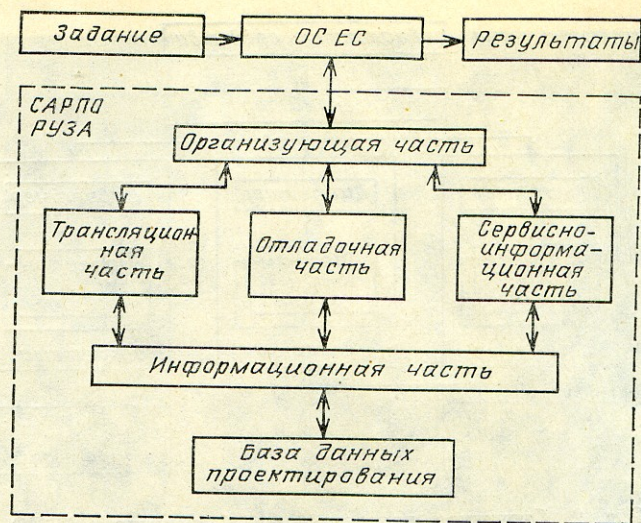 Задание
ОС ЕС
Результаты
САРПО
РУЗА
Организующая часть
Трансляцион-
ная
часть
Отладочная
часть
Сервисно-
информа-
ционная
часть
Информационная часть
База данных
проектирования